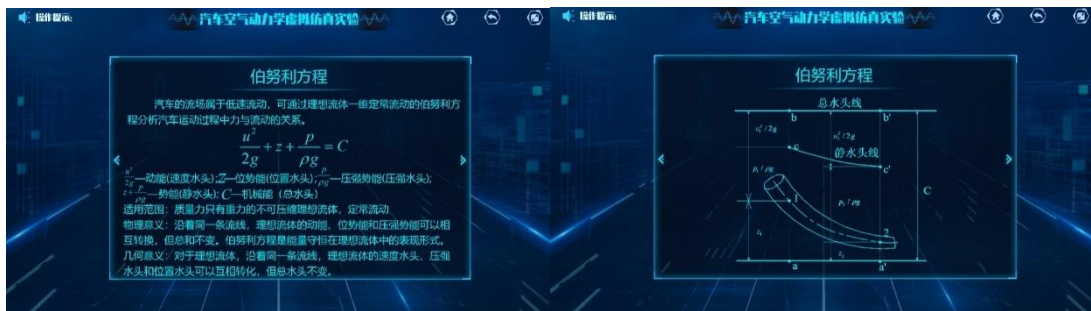 操作提示:
汽车空气动力学虚拟仿真实验
伯努利方程
汽车的流场属于低速流动，可通过理想流体一维定常流动的伯努利方
程分析汽车运动过程中力与流动的关系。
u²/2g + z + p/ρg = C
u²/2g—动能(速度水头);Z—位势能(位置水头);p/ρg—压强势能(压强水头);
z+p/ρg—势能(静水头);C—机械能（总水头）
适用范围：质量力只有重力的不可压缩理想流体，定常流动
物理意义：沿着同一条流线，理想流体的动能、位势能和压强势能可以相
互转换，但总和不变。伯努利方程是能量守恒在理想流体中的表现形式。
几何意义：对于理想流体，沿着同一条流线，理想流体的速度水头、压强
水头和位置水头可以互相转化，但总水头不变。
操作提示:
汽车空气动力学虚拟仿真实验
伯努利方程
总水头线
b b'
/2g /2g
静水头线
c c'
C
p₁/ρg
p₂/ρg
1
2
z₁
z₂
a a'